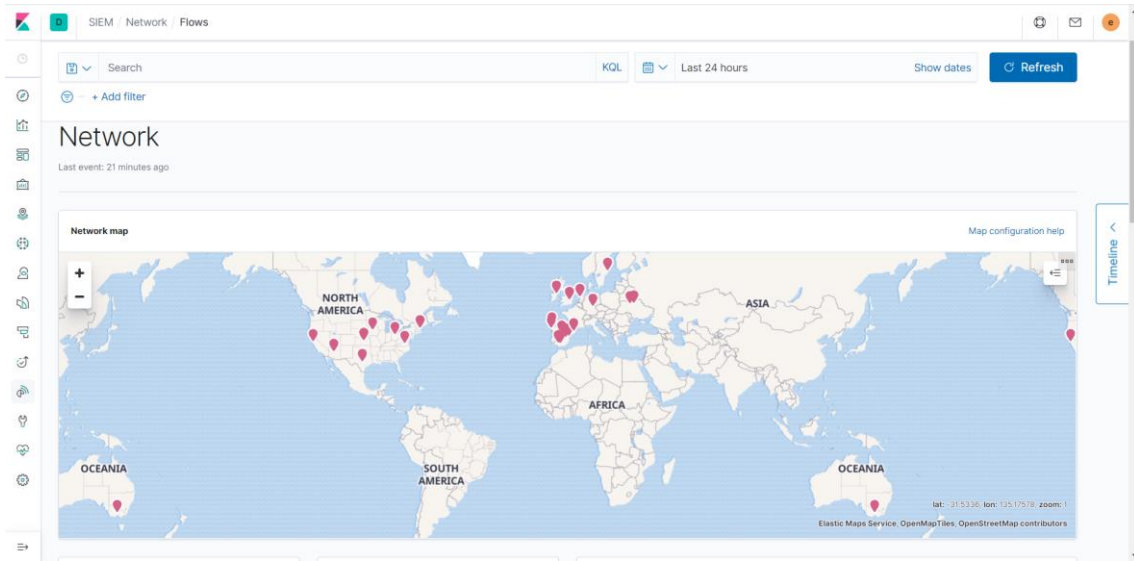 D SIEM / Network / Flows e
Search KQL Last 24 hours Show dates Refresh
+ Add filter
Network
Last event: 21 minutes ago
Network map Map configuration help
Timeline
+
−
NORTH
AMERICA
ASIA
AFRICA
OCEANIA
SOUTH
AMERICA
OCEANIA
lat: -31.5336, lon: 135.17578, zoom: 1
Elastic Maps Service, OpenMapTiles, OpenStreetMap contributors